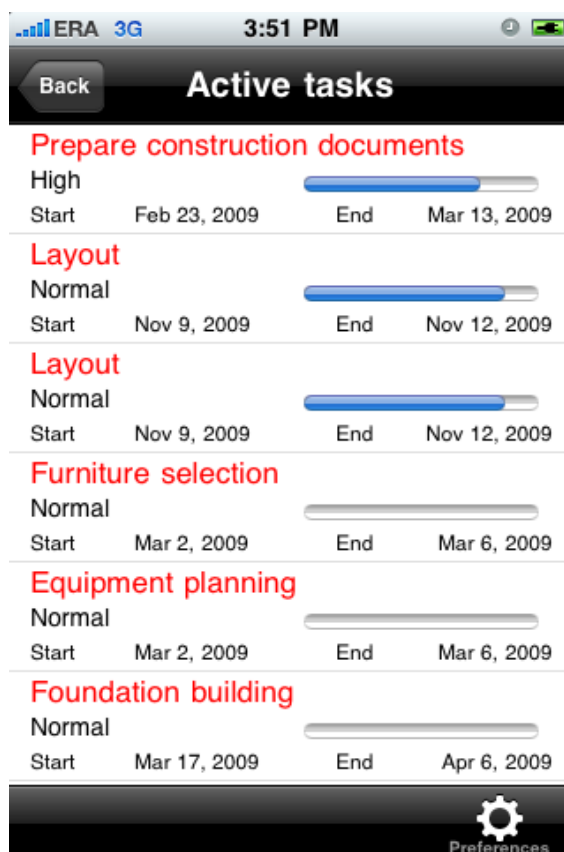 ERA 3G 3:51 PM
Back Active tasks
Prepare construction documents
High
Start Feb 23, 2009 End Mar 13, 2009
Layout
Normal
Start Nov 9, 2009 End Nov 12, 2009
Layout
Normal
Start Nov 9, 2009 End Nov 12, 2009
Furniture selection
Normal
Start Mar 2, 2009 End Mar 6, 2009
Equipment planning
Normal
Start Mar 2, 2009 End Mar 6, 2009
Foundation building
Normal
Start Mar 17, 2009 End Apr 6, 2009
Preferences